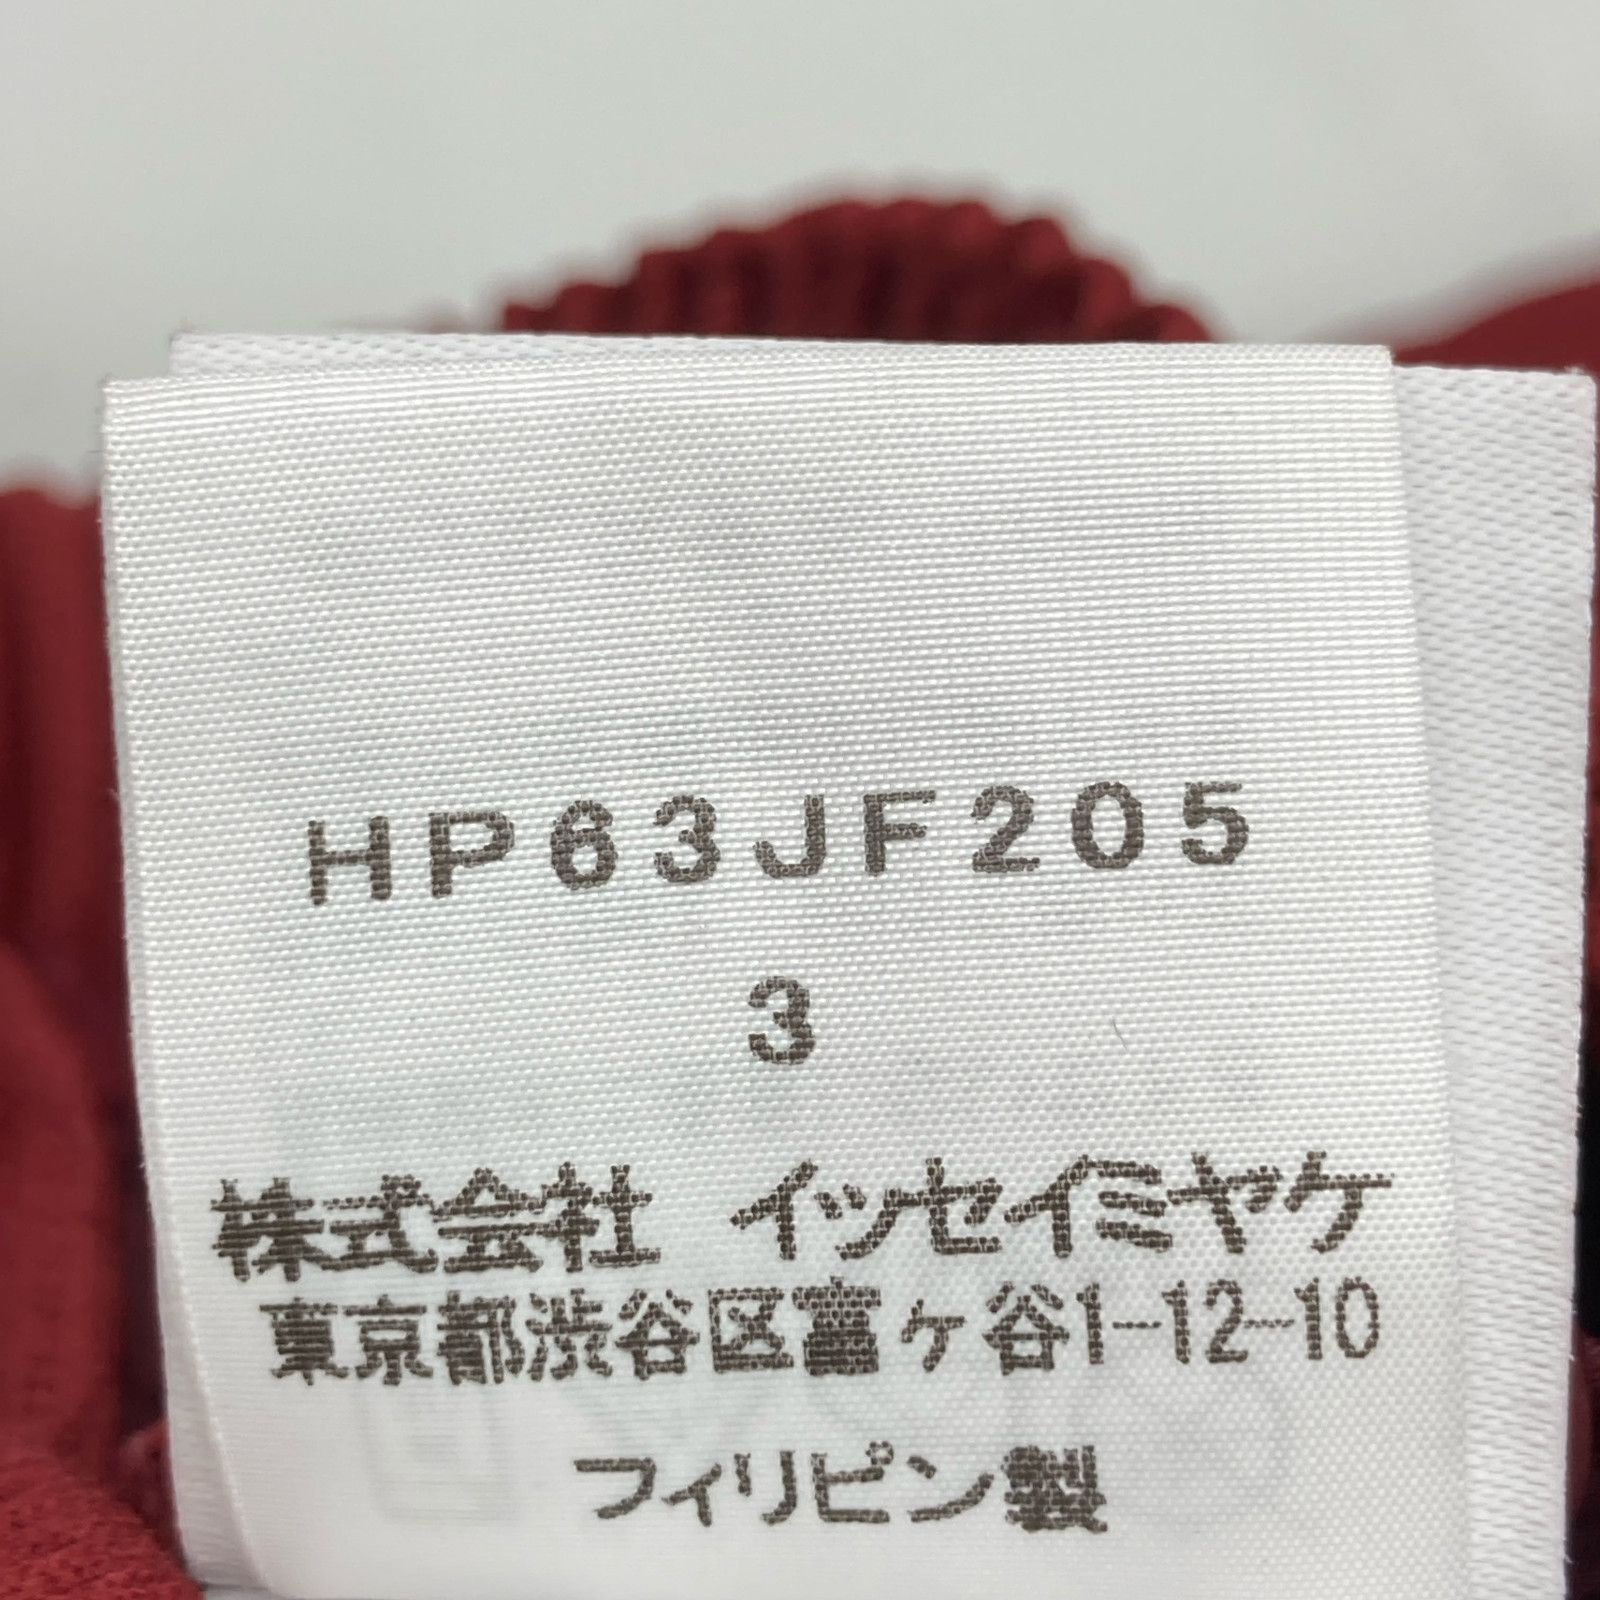 HP63JF205
3
株式会社 イッセイミヤケ
東京都渋谷区富ヶ谷1-12-10
フィリピン製